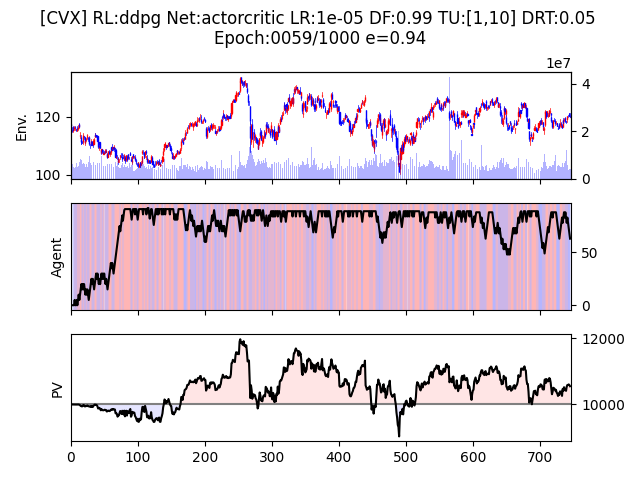 [CVX] RL:ddpg Net:actorcritic LR:1e-05 DF:0.99 TU:[1,10] DRT:0.05
Epoch:0059/1000 e=0.94
1e7
Env.
120
100
4
2
0
Agent
50
0
PV
12000
10000
0 100 200 300 400 500 600 700